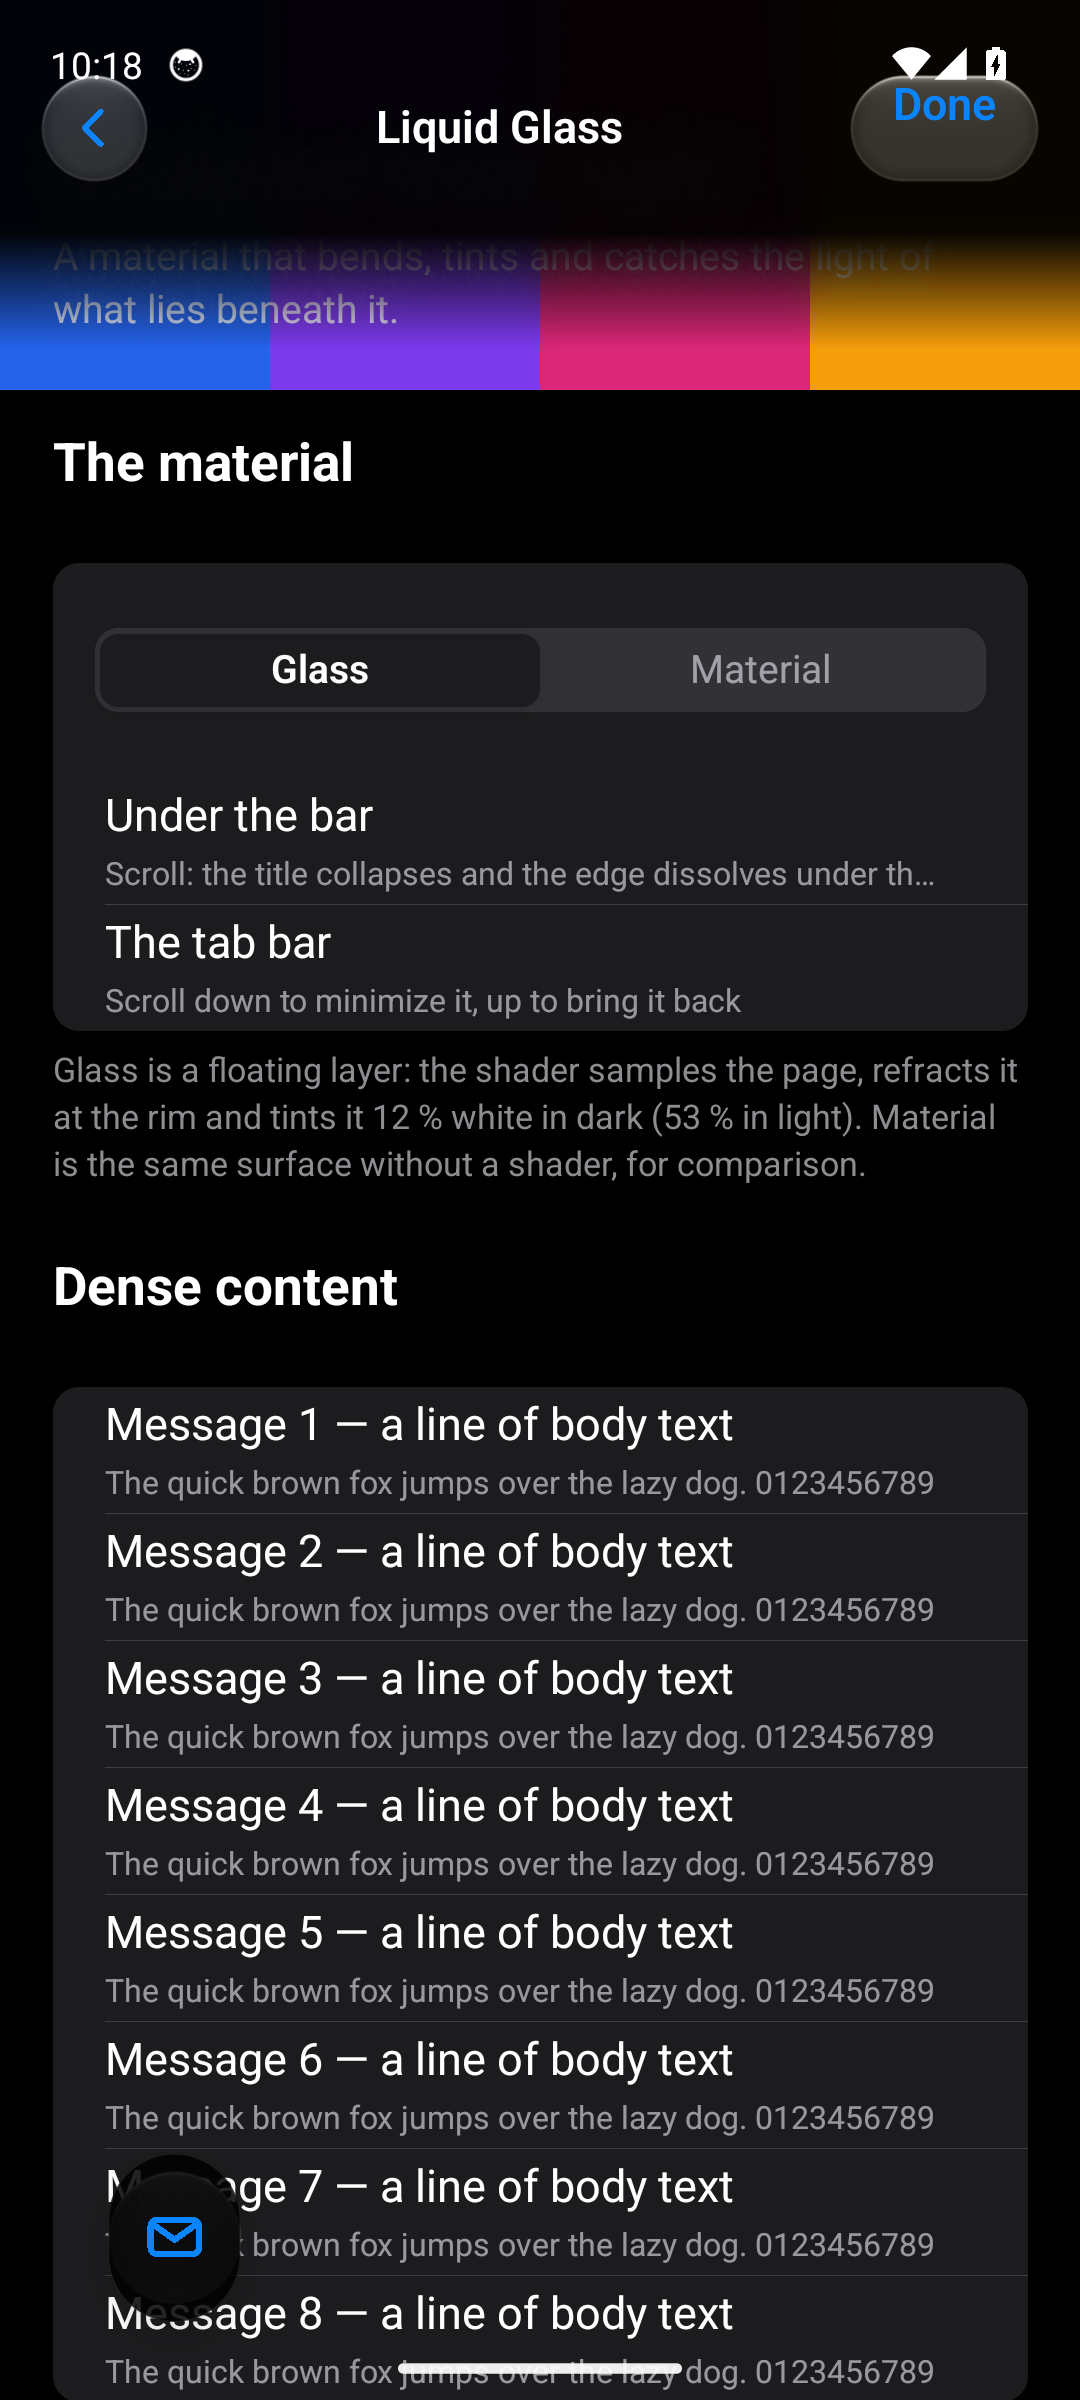 10:18
Liquid Glass
Done
A material that bends, tints and catches the light of
what lies beneath it.
The material
Glass
Material
Under the bar
Scroll: the title collapses and the edge dissolves under th…
The tab bar
Scroll down to minimize it, up to bring it back
Glass is a floating layer: the shader samples the page, refracts it
at the rim and tints it 12 % white in dark (53 % in light). Material
is the same surface without a shader, for comparison.
Dense content
Message 1 — a line of body text
The quick brown fox jumps over the lazy dog. 0123456789
Message 2 — a line of body text
The quick brown fox jumps over the lazy dog. 0123456789
Message 3 — a line of body text
The quick brown fox jumps over the lazy dog. 0123456789
Message 4 — a line of body text
The quick brown fox jumps over the lazy dog. 0123456789
Message 5 — a line of body text
The quick brown fox jumps over the lazy dog. 0123456789
Message 6 — a line of body text
The quick brown fox jumps over the lazy dog. 0123456789
7 — a line of body text
brown fox jumps over the lazy dog. 0123456789
Message 8 — a line of body text
The quick brown fox jumps over the lazy dog. 0123456789